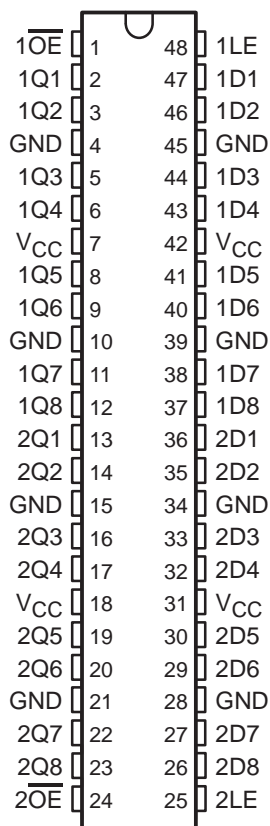 1O̅E̅ 1 48 1LE
1Q1 2 47 1D1
1Q2 3 46 1D2
GND 4 45 GND
1Q3 5 44 1D3
1Q4 6 43 1D4
VCC 7 42 VCC
1Q5 8 41 1D5
1Q6 9 40 1D6
GND 10 39 GND
1Q7 11 38 1D7
1Q8 12 37 1D8
2Q1 13 36 2D1
2Q2 14 35 2D2
GND 15 34 GND
2Q3 16 33 2D3
2Q4 17 32 2D4
VCC 18 31 VCC
2Q5 19 30 2D5
2Q6 20 29 2D6
GND 21 28 GND
2Q7 22 27 2D7
2Q8 23 26 2D8
2O̅E̅ 24 25 2LE